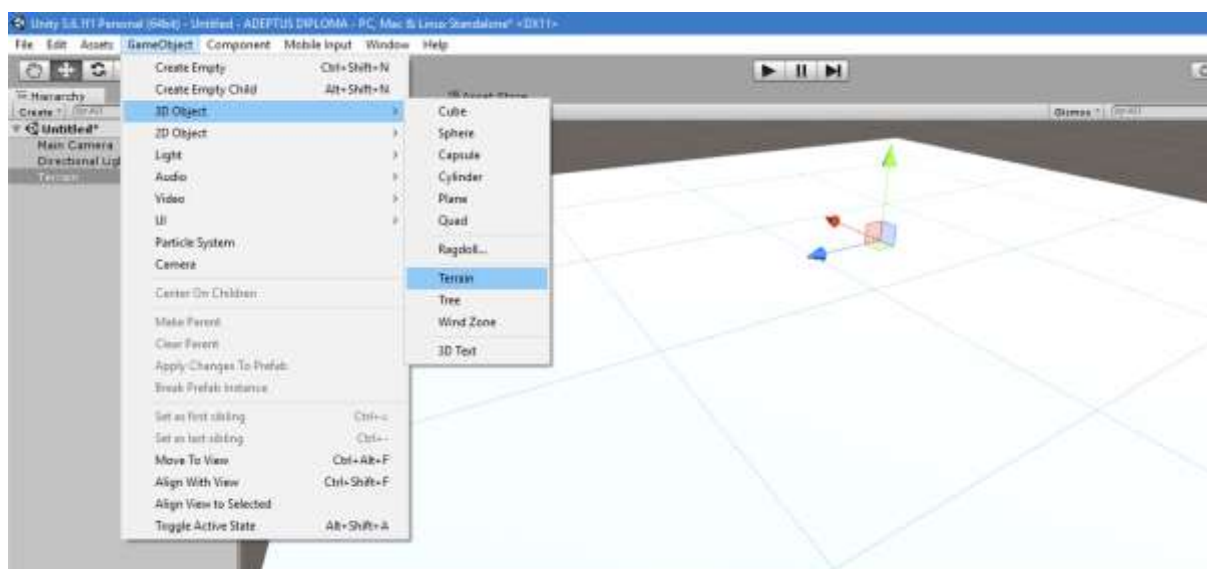 Unity 5.6.1f1 Personal (64bit) - Untitled - ADEPTUS DIPLOMA - PC, Mac & Linux Standalone* <DX11>
File Edit Assets GameObject Component Mobile Input Window Help
Hierarchy
Create
Untitled*
Main Camera
Directional Ligh
Terrain
Create Empty Ctrl+Shift+N
Create Empty Child Alt+Shift+N
3D Object
2D Object
Light
Audio
Video
UI
Particle System
Camera
Center On Children
Make Parent
Clear Parent
Apply Changes To Prefab
Break Prefab Instance
Set as first sibling Ctrl+=
Set as last sibling Ctrl+-
Move To View Ctrl+Alt+F
Align With View Ctrl+Shift+F
Align View to Selected
Toggle Active State Alt+Shift+A
Asset Store
Cube
Sphere
Capsule
Cylinder
Plane
Quad
Ragdoll...
Terrain
Tree
Wind Zone
3D Text
Gizmos